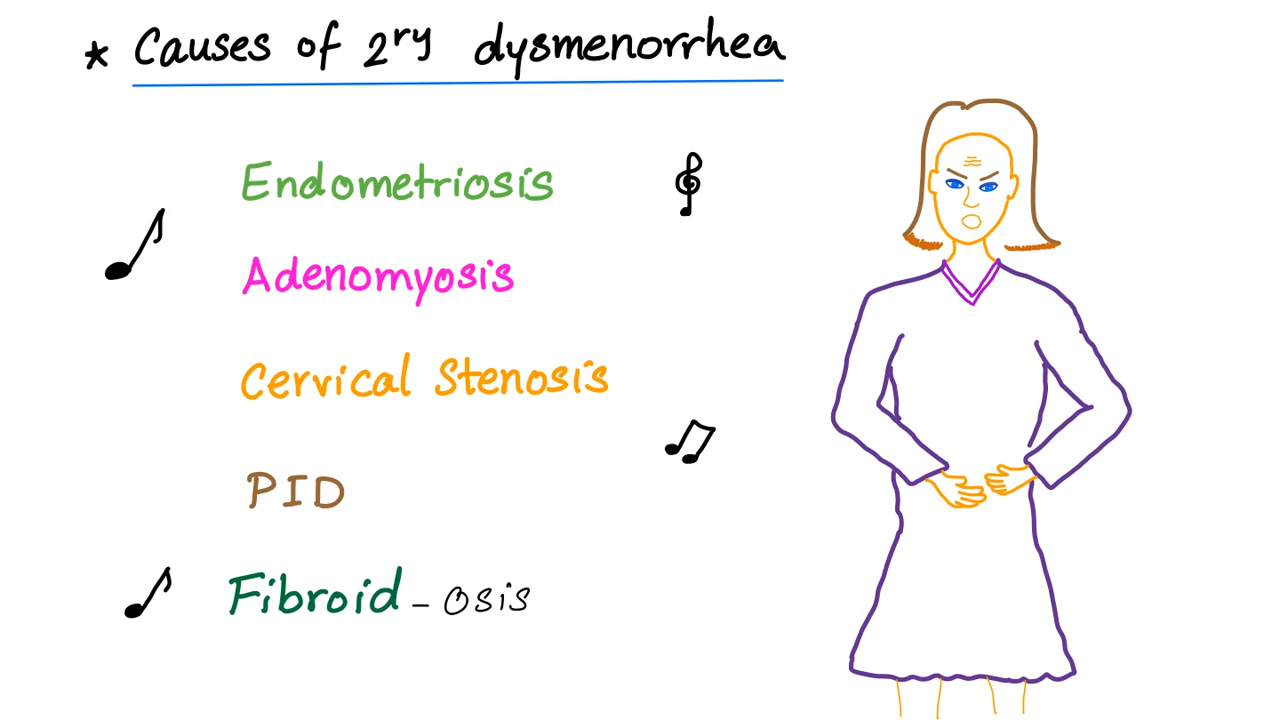 * Causes of 2ry dysmenorrhea
Endometriosis
Adenomyosis
Cervical Stenosis
PID
Fibroid - osis